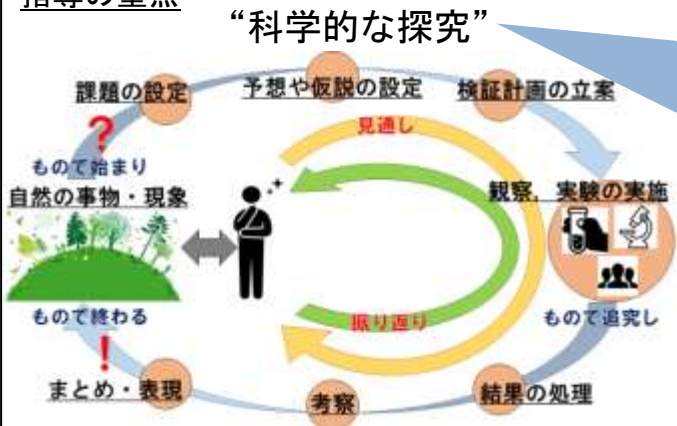 指導の重点
“科学的な探究”
課題の設定
予想や仮説の設定
検証計画の立案
?
見通し
もので始まり
自然の事物・現象
観察，実験の実施
もので終わる
振り返り
もので追究し
!
まとめ・表現
考察
結果の処理